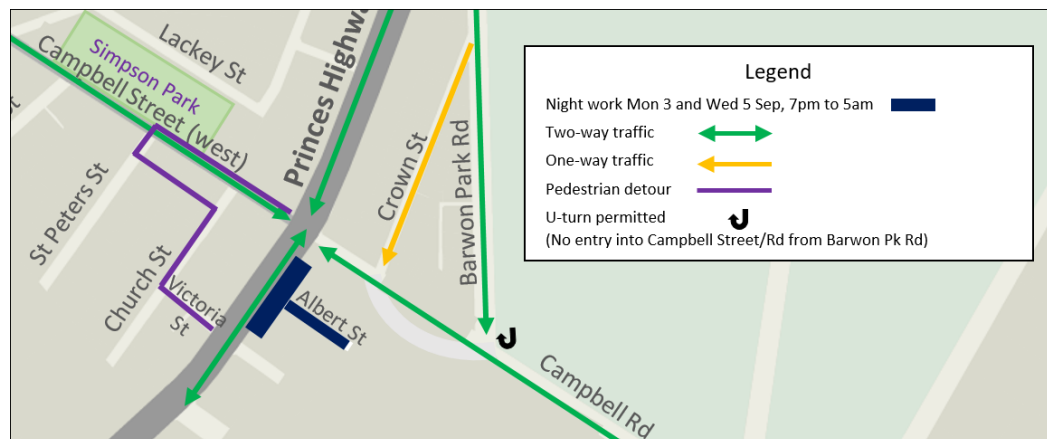 Lackey St
Simpson Park
Campbell Street (west)
Princes Highw
St Peters St
Church St
Victoria
St
Albert St
Crown St
Barwon Park Rd
Campbell Rd
St
Legend
Night work Mon 3 and Wed 5 Sep, 7pm to 5am
Two-way traffic
One-way traffic
Pedestrian detour
U-turn permitted
(No entry into Campbell Street/Rd from Barwon Pk Rd)